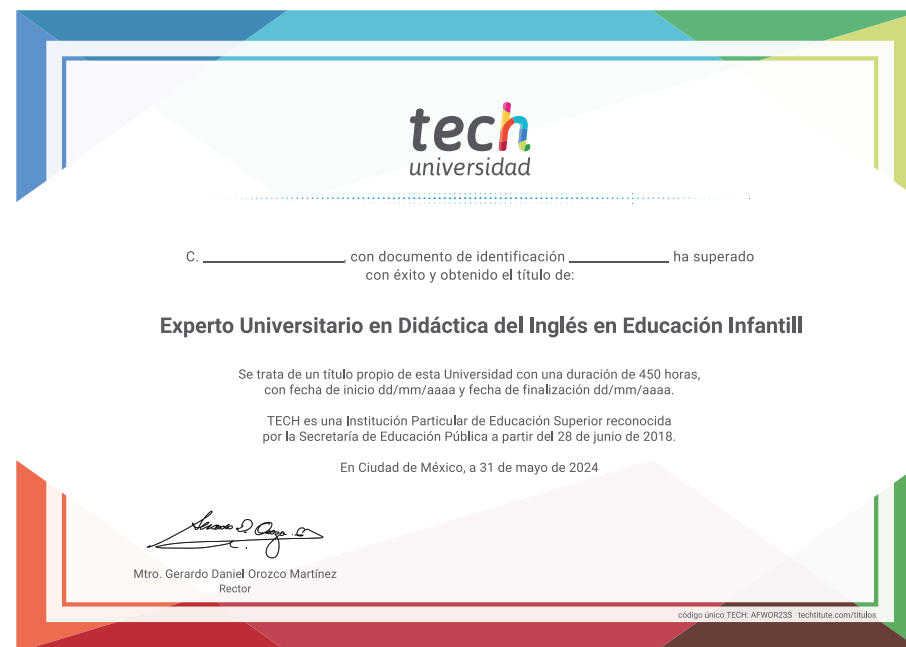 tech
universidad
C. ____________, con documento de identificación ____________ ha superado
con éxito y obtenido el título de:
Experto Universitario en Didáctica del Inglés en Educación Infantill
Se trata de un título propio de esta Universidad con una duración de 450 horas,
con fecha de inicio dd/mm/aaaa y fecha de finalización dd/mm/aaaa.
TECH es una Institución Particular de Educación Superior reconocida
por la Secretaría de Educación Pública a partir del 28 de junio de 2018.
En Ciudad de México, a 31 de mayo de 2024
Mtro. Gerardo Daniel Orozco Martínez
Rector
código único TECH: AFWOR23S techtitute.com/titulos